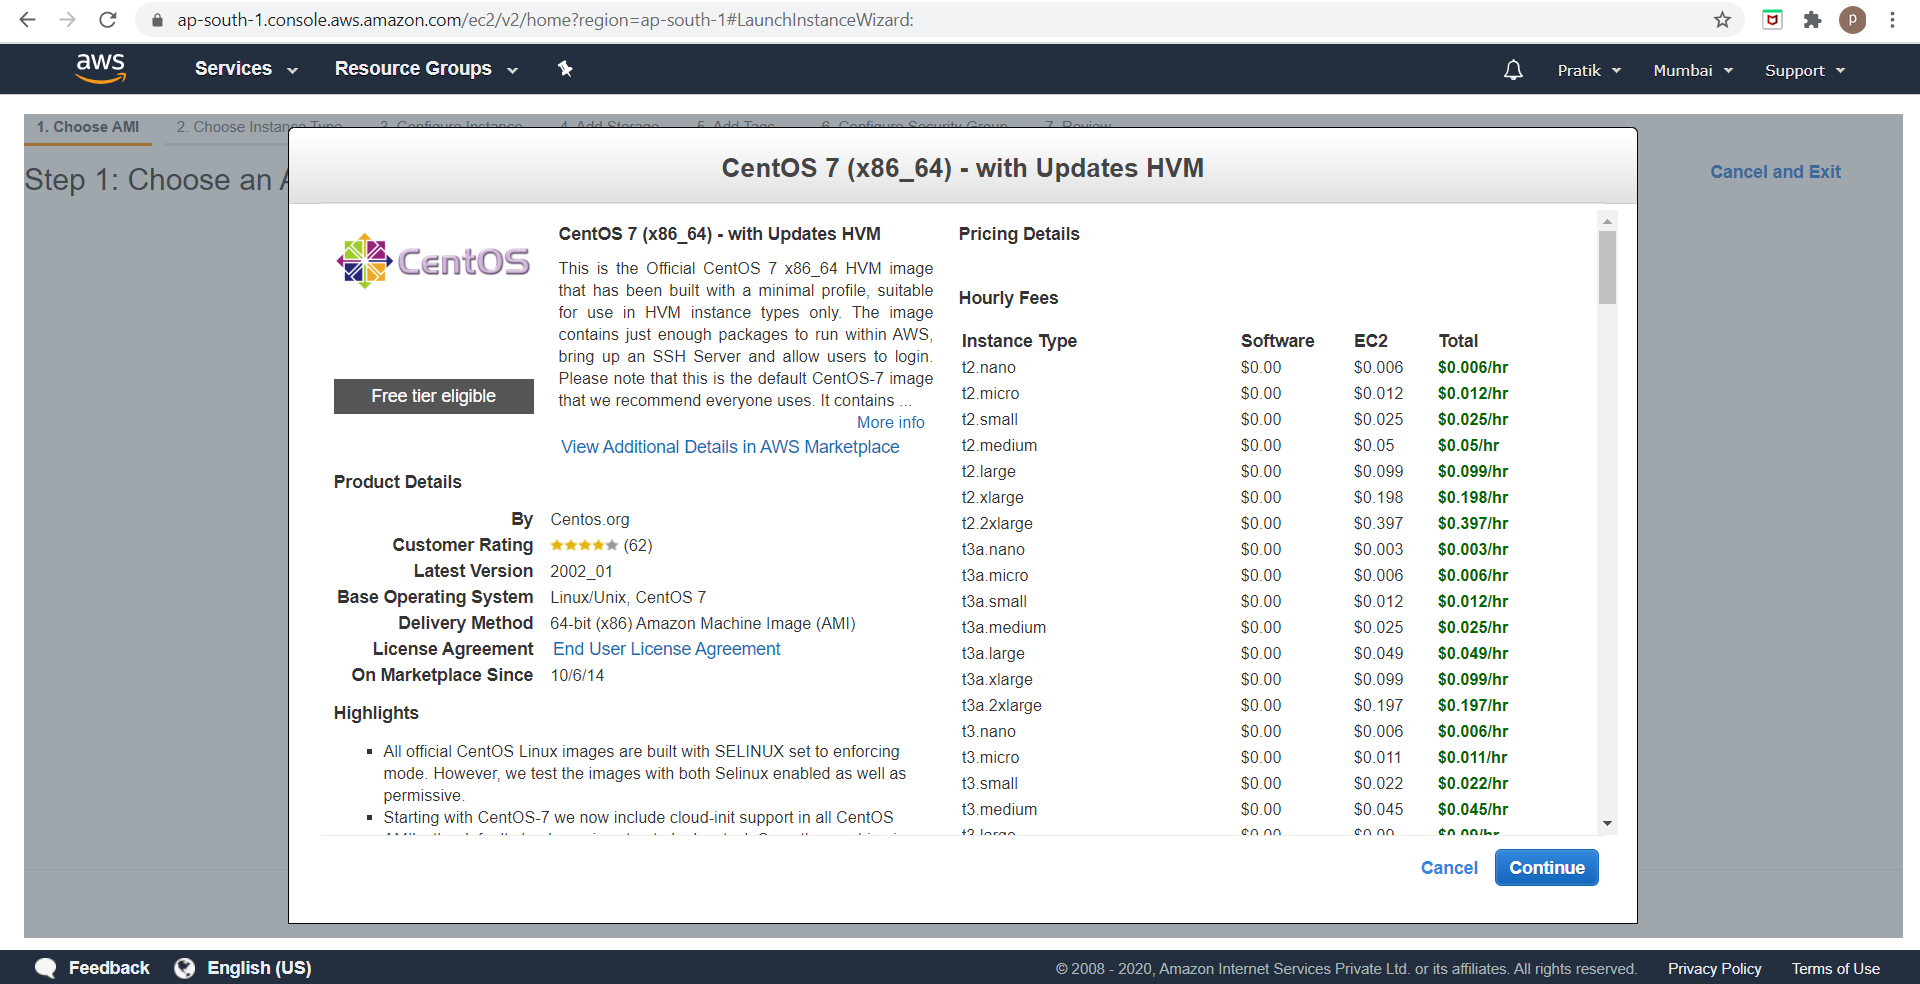 ap-south-1.console.aws.amazon.com/ec2/v2/home?region=ap-south-1#LaunchInstanceWizard:
p
aws
Services
Resource Groups
Pratik
Mumbai
Support
1. Choose AMI
2. Choose Instance Type
3. Configure Instance
4. Add Storage
5. Add Tags
6. Configure Security Group
7. Review
Step 1: Choose an A
Cancel and Exit
CentOS 7 (x86_64) - with Updates HVM
CentOS
Free tier eligible
CentOS 7 (x86_64) - with Updates HVM
This is the Official CentOS 7 x86_64 HVM image
that has been built with a minimal profile, suitable
for use in HVM instance types only. The image
contains just enough packages to run within AWS,
bring up an SSH Server and allow users to login.
Please note that this is the default CentOS-7 image
that we recommend everyone uses. It contains ...
More info
View Additional Details in AWS Marketplace
Product Details
By Centos.org
Customer Rating (62)
Latest Version 2002_01
Base Operating System Linux/Unix, CentOS 7
Delivery Method 64-bit (x86) Amazon Machine Image (AMI)
License Agreement End User License Agreement
On Marketplace Since 10/6/14
Highlights
All official CentOS Linux images are built with SELINUX set to enforcing
mode. However, we test the images with both Selinux enabled as well as
permissive.
Starting with CentOS-7 we now include cloud-init support in all CentOS
Pricing Details
Hourly Fees
Instance Type Software EC2 Total
t2.nano $0.00 $0.006 $0.006/hr
t2.micro $0.00 $0.012 $0.012/hr
t2.small $0.00 $0.025 $0.025/hr
t2.medium $0.00 $0.05 $0.05/hr
t2.large $0.00 $0.099 $0.099/hr
t2.xlarge $0.00 $0.198 $0.198/hr
t2.2xlarge $0.00 $0.397 $0.397/hr
t3a.nano $0.00 $0.003 $0.003/hr
t3a.micro $0.00 $0.006 $0.006/hr
t3a.small $0.00 $0.012 $0.012/hr
t3a.medium $0.00 $0.025 $0.025/hr
t3a.large $0.00 $0.049 $0.049/hr
t3a.xlarge $0.00 $0.099 $0.099/hr
t3a.2xlarge $0.00 $0.197 $0.197/hr
t3.nano $0.00 $0.006 $0.006/hr
t3.micro $0.00 $0.011 $0.011/hr
t3.small $0.00 $0.022 $0.022/hr
t3.medium $0.00 $0.045 $0.045/hr
t3.large $0.00 $0.09 $0.09/hr
Cancel
Continue
Feedback
English (US)
© 2008 - 2020, Amazon Internet Services Private Ltd. or its affiliates. All rights reserved.
Privacy Policy
Terms of Use